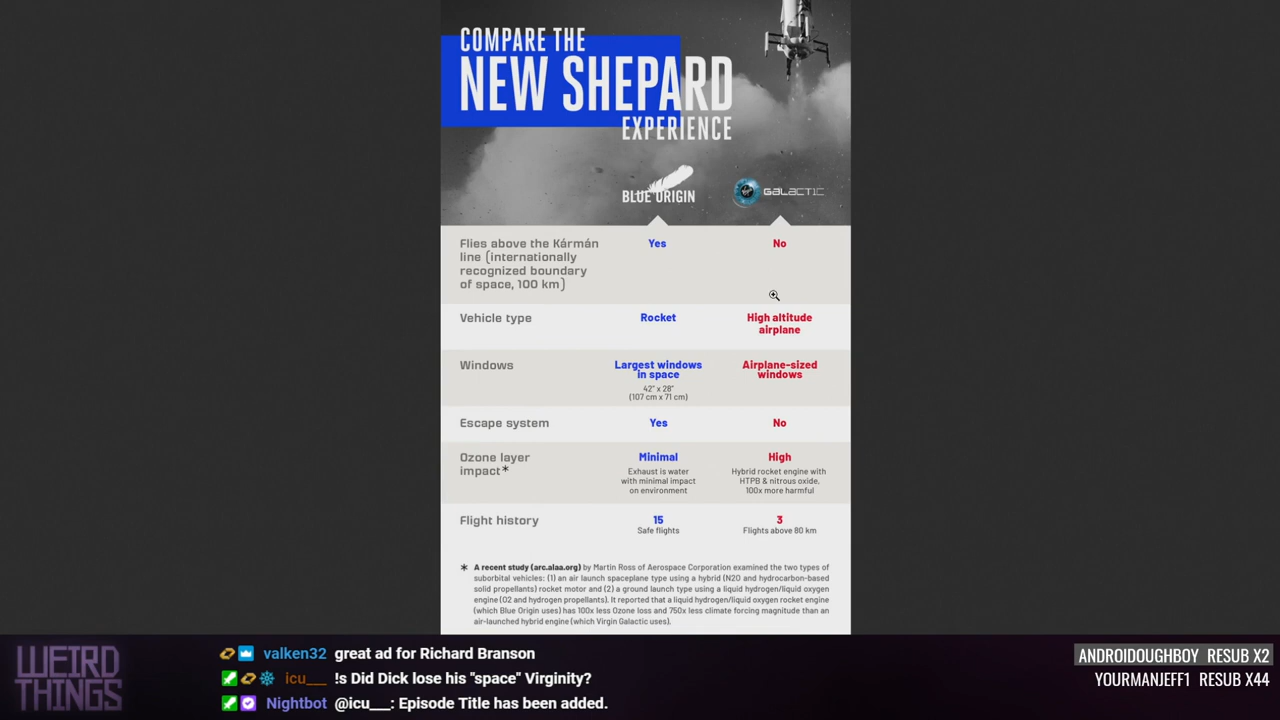 COMPARE THE
NEW SHEPARD
EXPERIENCE
BLUE ORIGIN
GALACTIC
Flies above the Kármán
line (internationally
recognized boundary
of space, 100 km)
Yes
No
Vehicle type
Rocket
High altitude
airplane
Windows
Largest windows
in space
42" x 28"
(107 cm x 71 cm)
Airplane-sized
windows
Escape system
Yes
No
Ozone layer
impact*
Minimal
Exhaust is water
with minimal impact
on environment
High
Hybrid rocket engine with
HTPB & nitrous oxide.
100x more harmful
Flight history
15
Safe flights
3
Flights above 80 km
* A recent study (arc.aiaa.org) by Martin Ross of Aerospace Corporation examined the two types of
suborbital vehicles: (1) an air launch spaceplane type using a hybrid (N2O and hydrocarbon-based
solid propellants) rocket motor and (2) a ground launch type using a liquid hydrogen/liquid oxygen
engine (O2 and hydrogen propellants). It reported that a liquid hydrogen/liquid oxygen rocket engine
(which Blue Origin uses) has 100x less Ozone loss and 750x less climate forcing magnitude than an
air-launched hybrid engine (which Virgin Galactic uses).
WEIRD
THINGS
valken32 great ad for Richard Branson
icu___ !s Did Dick lose his "space" Virginity?
Nightbot @icu___: Episode Title has been added.
ANDROIDOUGHBOY RESUB X2
YOURMANJEFF1 RESUB X44